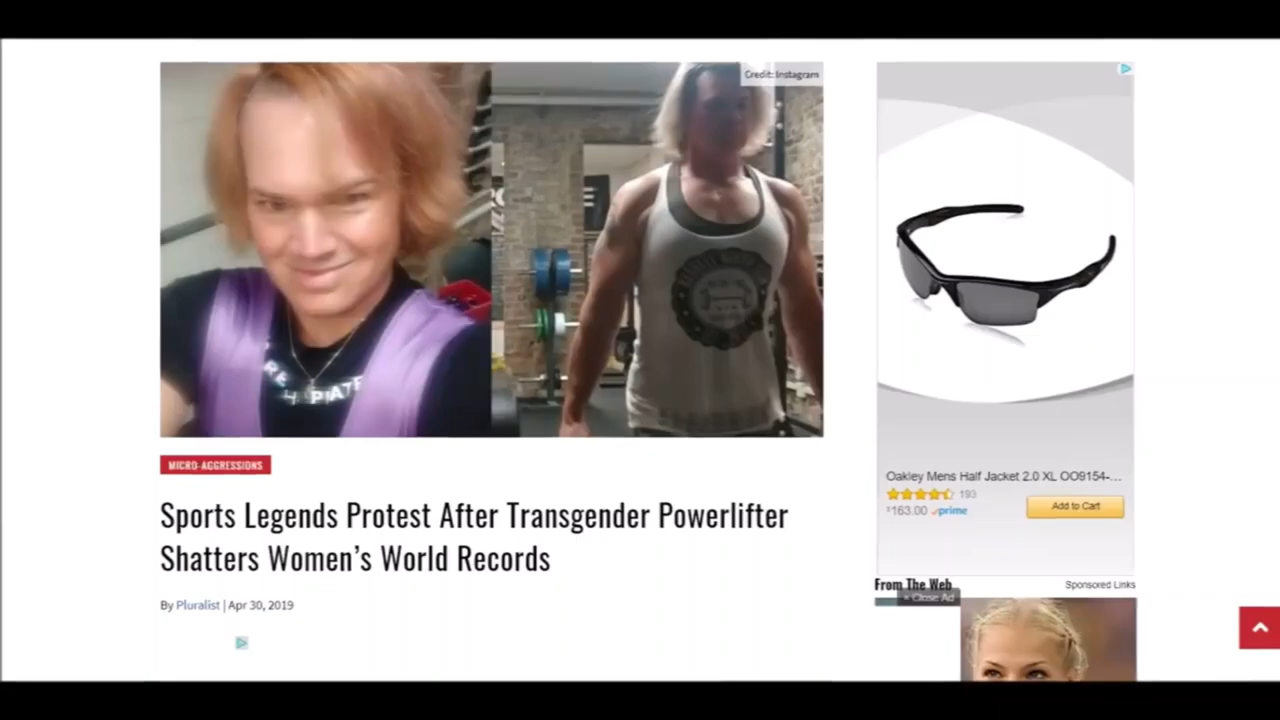 Credit: Instagram
MICRO-AGGRESSIONS
Sports Legends Protest After Transgender Powerlifter
Shatters Women's World Records
By Pluralist | Apr 30, 2019
Oakley Mens Half Jacket 2.0 XL OO9154-...
193
$163.00 prime
Add to Cart
From The Web
Sponsored Links
× Close Ad